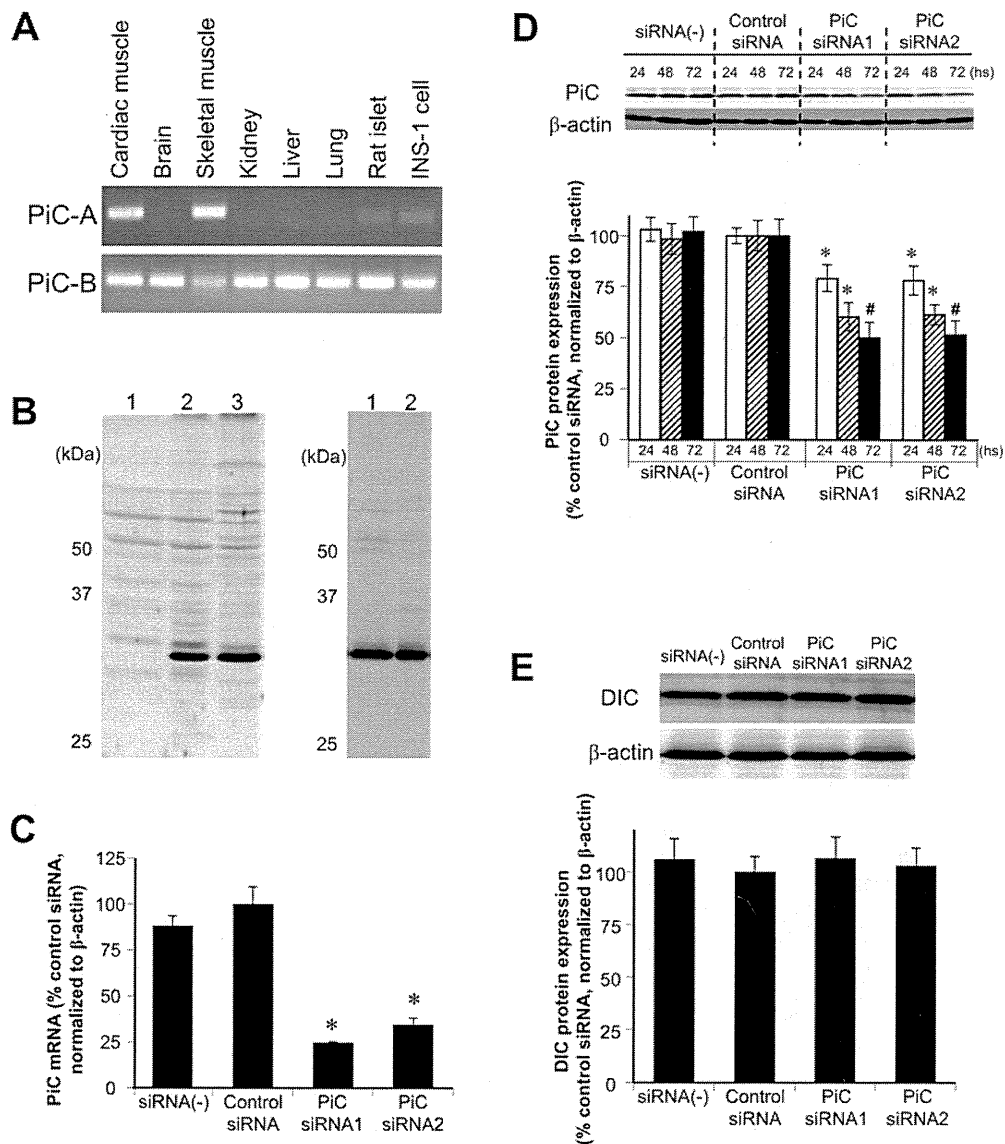 A
Cardiac muscle
Brain
Skeletal muscle
Kidney
Liver
Lung
Rat islet
INS-1 cell
PiC-A
PiC-B
B
1 2 3
(kDa)
50
37
25
1 2
(kDa)
50
37
25
C
PiC mRNA (% control siRNA,
normalized to β-actin)
125
100
75
50
25
0
* *
siRNA(-)
Control
siRNA
PiC
siRNA1
PiC
siRNA2
D
siRNA(-)
Control
siRNA
PiC
siRNA1
PiC
siRNA2
24 48 72 24 48 72 24 48 72 24 48 72 (hs)
PiC
β-actin
PiC protein expression
(% control siRNA, normalized to β-actin)
100
75
50
25
0
* * # * * #
24 48 72 24 48 72 24 48 72 24 48 72 (hs)
siRNA(-)
Control
siRNA
PiC
siRNA1
PiC
siRNA2
E
siRNA(-)
Control
siRNA
PiC
siRNA1
PiC
siRNA2
DIC
β-actin
DIC protein expression
(% control siRNA, normalized to β-actin)
100
75
50
25
0
siRNA(-)
Control
siRNA
PiC
siRNA1
PiC
siRNA2